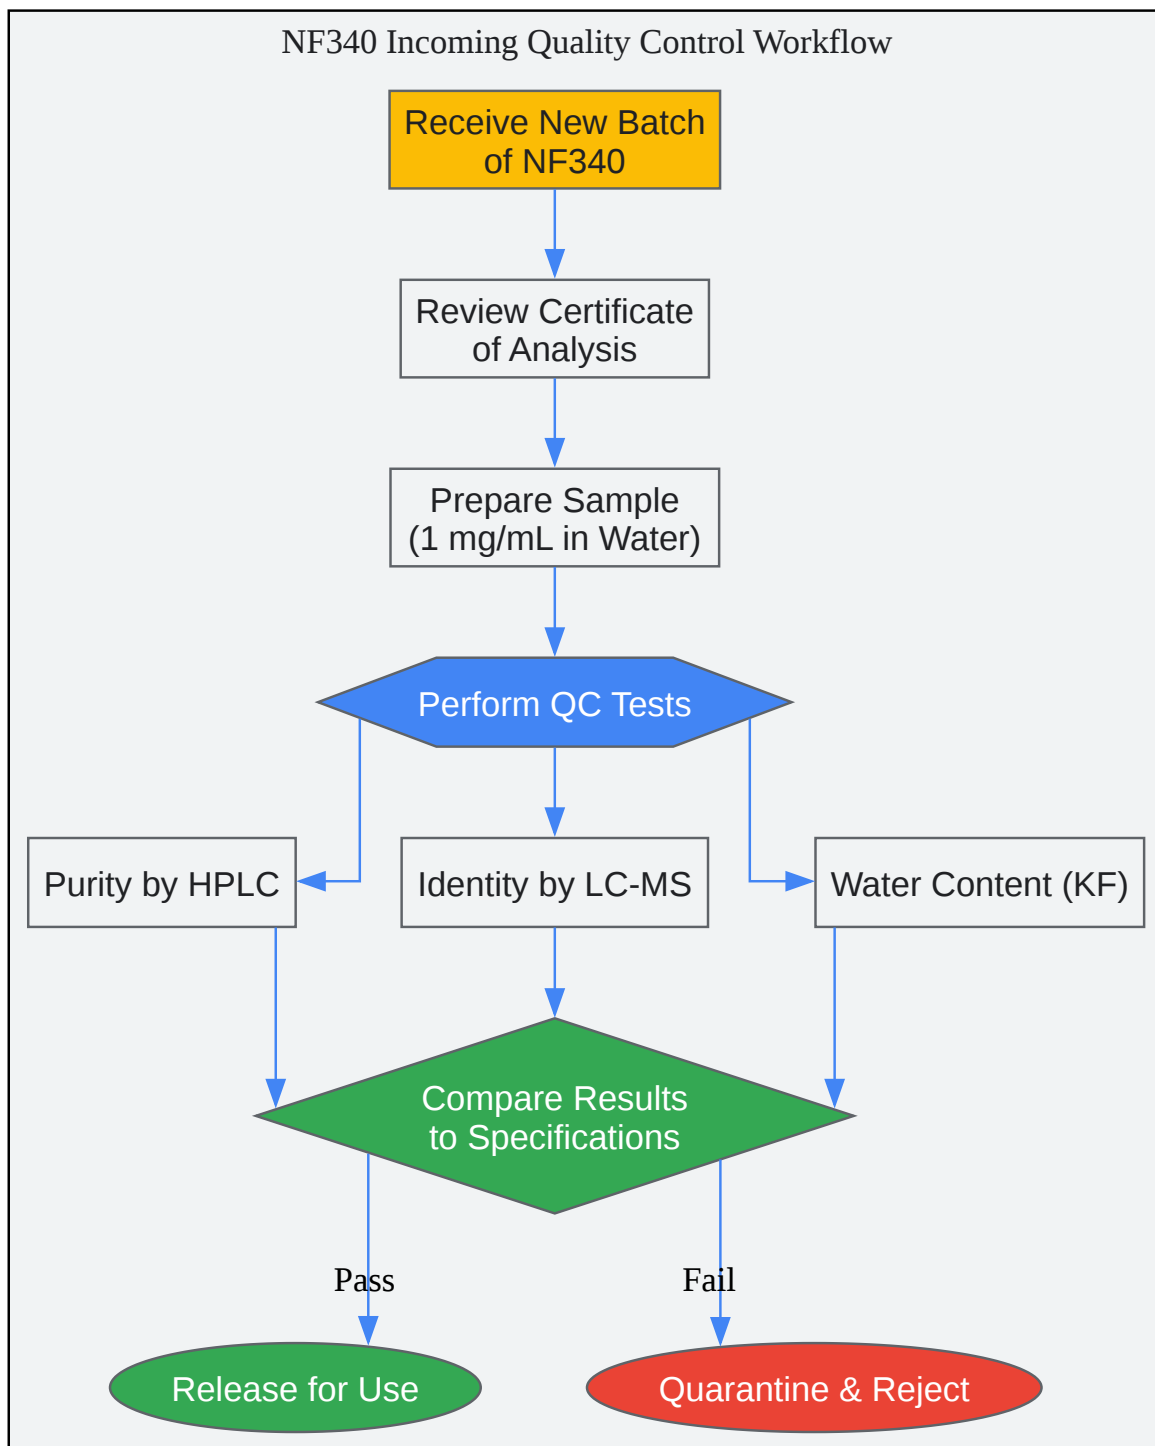 NF340 Incoming Quality Control Workflow
Receive New Batch
of NF340
Review Certificate
of Analysis
Prepare Sample
(1 mg/mL in Water)
Perform QC Tests
Purity by HPLC
Identity by LC-MS
Water Content (KF)
Compare Results
to Specifications
Pass
Fail
Release for Use
Quarantine & Reject